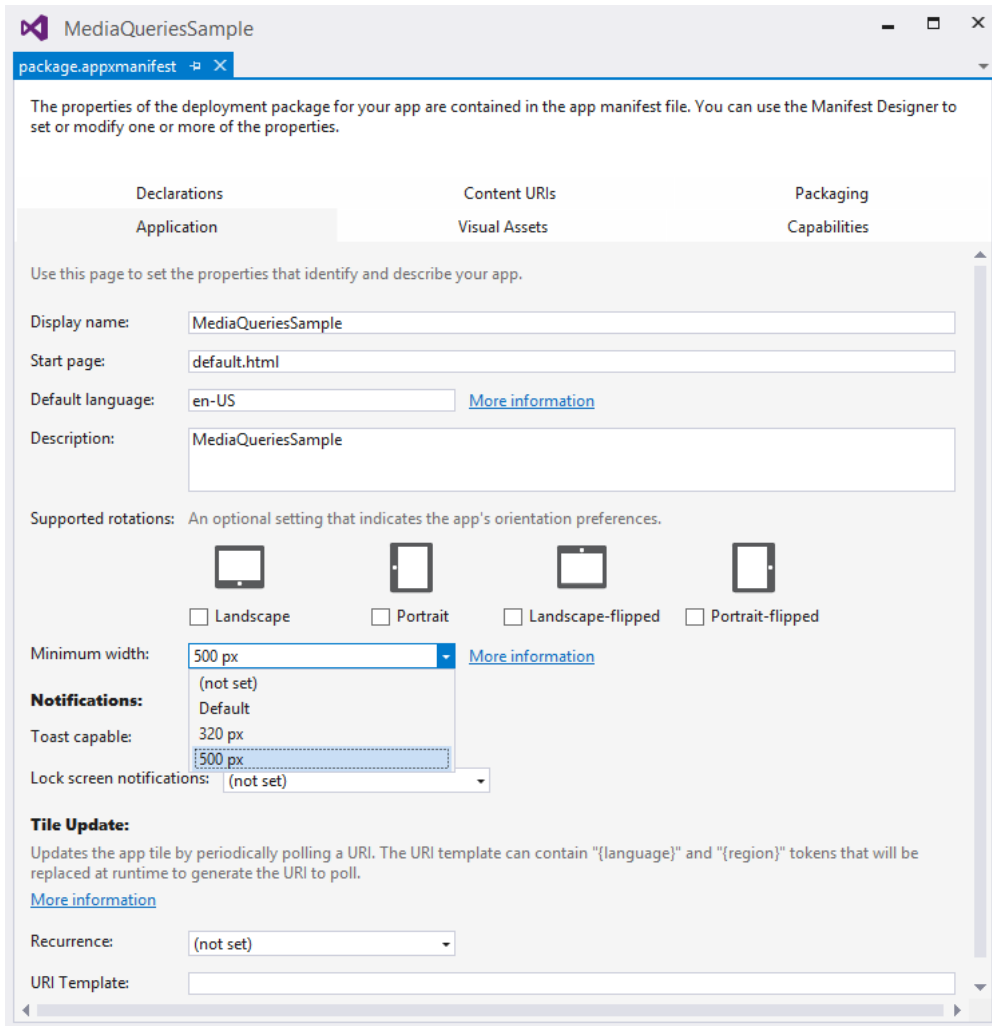 MediaQueriesSample
package.appxmanifest
The properties of the deployment package for your app are contained in the app manifest file. You can use the Manifest Designer to
set or modify one or more of the properties.
Declarations Content URIs Packaging
Application Visual Assets Capabilities
Use this page to set the properties that identify and describe your app.
Display name: MediaQueriesSample
Start page: default.html
Default language: en-US More information
Description: MediaQueriesSample
Supported rotations: An optional setting that indicates the app's orientation preferences.
Landscape Portrait Landscape-flipped Portrait-flipped
Minimum width: 500 px More information
(not set)
Notifications:
Default
Toast capable: 320 px
500 px
Lock screen notifications: (not set)
Tile Update:
Updates the app tile by periodically polling a URI. The URI template can contain "{language}" and "{region}" tokens that will be
replaced at runtime to generate the URI to poll.
More information
Recurrence: (not set)
URI Template: